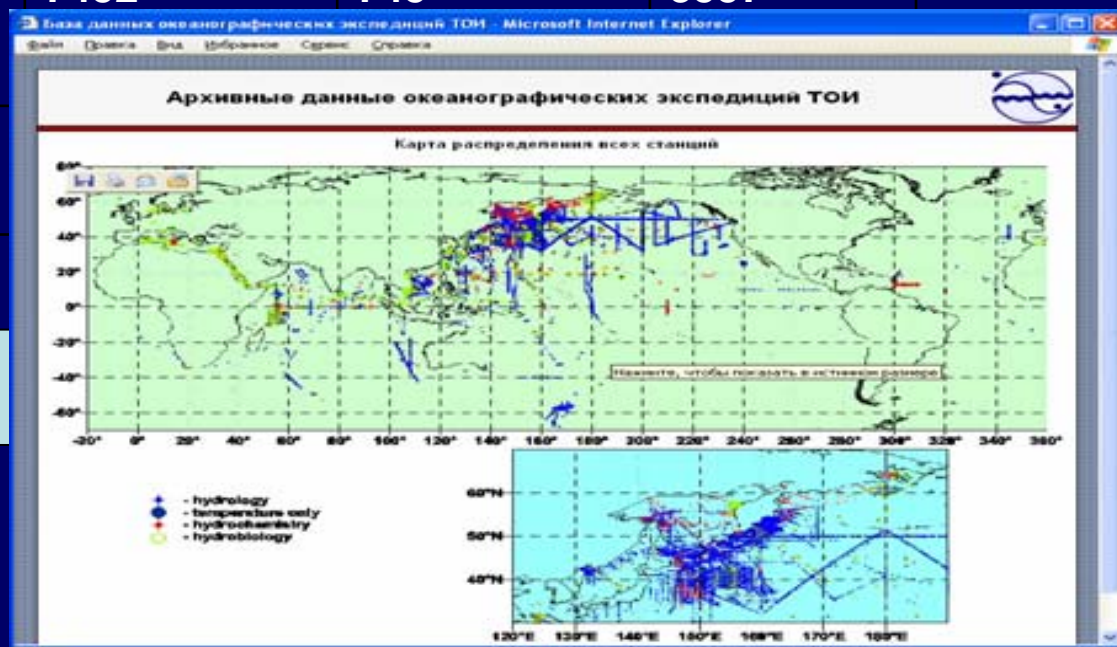 База данных океанографических экспедиций ТОИ - Microsoft Internet Explorer
Файл Правка Вид Избранное Сервис Справка
Архивные данные океанографических экспедиций ТОИ
Карта распределения всех станций
80°
60°
40°
20°
0°
-20°
-40°
-60°
Нажмите, чтобы показать в истинном размере
-20° 0° 20° 40° 60° 80° 100° 120° 140° 160° 180° 200° 220° 240° 260° 280° 300° 320° 340° 360°
- hydrology
- temperature only
- hydrochemistry
- hydrobiology
60°N
50°N
40°N
120°E 130°E 140°E 150°E 160°E 170°E 180°E